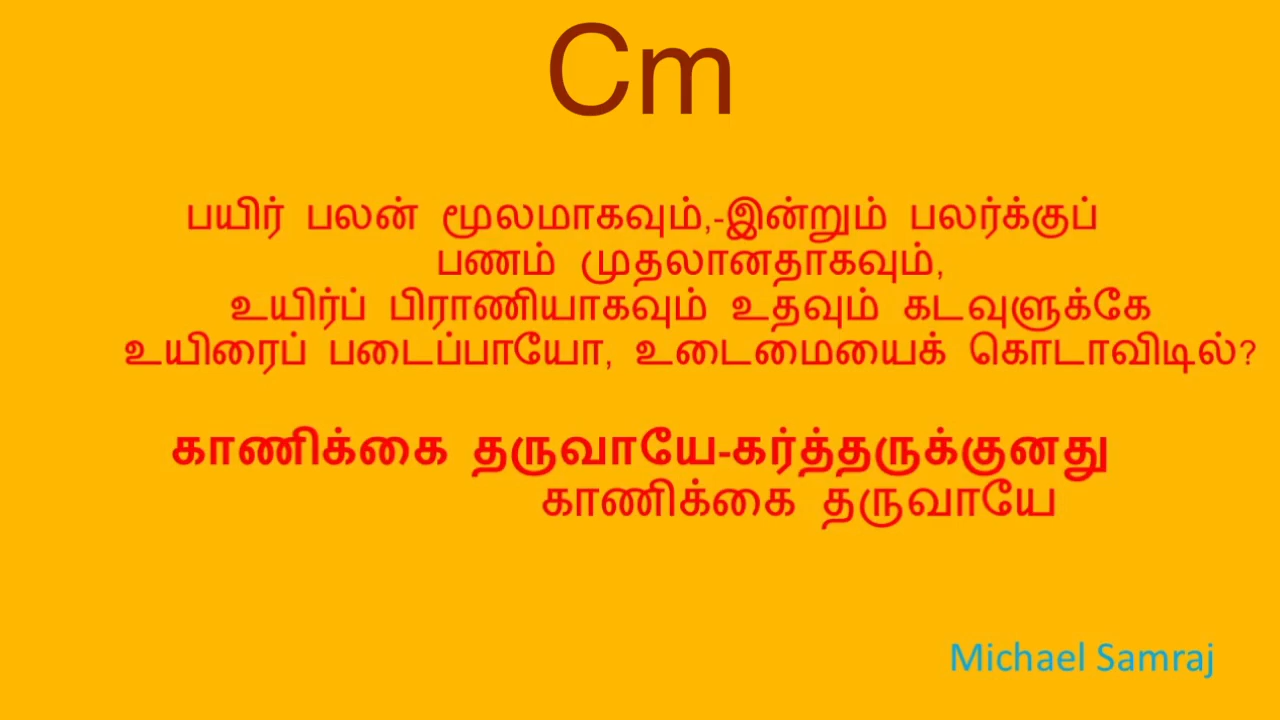 Cm
பயிர் பலன் மூலமாகவும்,-இன்றும் பலர்க்குப்
பணம் முதலானதாகவும்,
உயிர்ப் பிராணியாகவும் உதவும் கடவுளுக்கே
உயிரைப் படைப்பாயோ, உடைமையைக் கொடாவிடில்?
காணிக்கை தருவாயே-கர்த்தருக்குனது
காணிக்கை தருவாயே
Michael Samraj